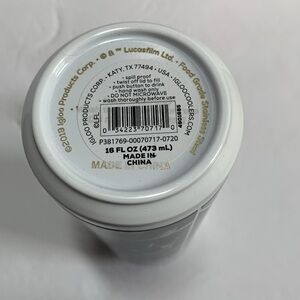 ©2019 Igloo Products Corp. • © & ™ Lucasfilm Ltd. • Food Grade Stainless Steel
IGLOO PRODUCTS CORP. • KATY, TX 77494 • USA • IGLOOCOOLERS.COM
• spill proof
• twist off lid to fill
• push button to drink
• hand wash only
• DO NOT MICROWAVE
• wash thoroughly before use
0 34223 70717 0
P381769-00070717-0720
16 FL OZ (473 mL)
MADE IN
CHINA
MADE IN CHINA